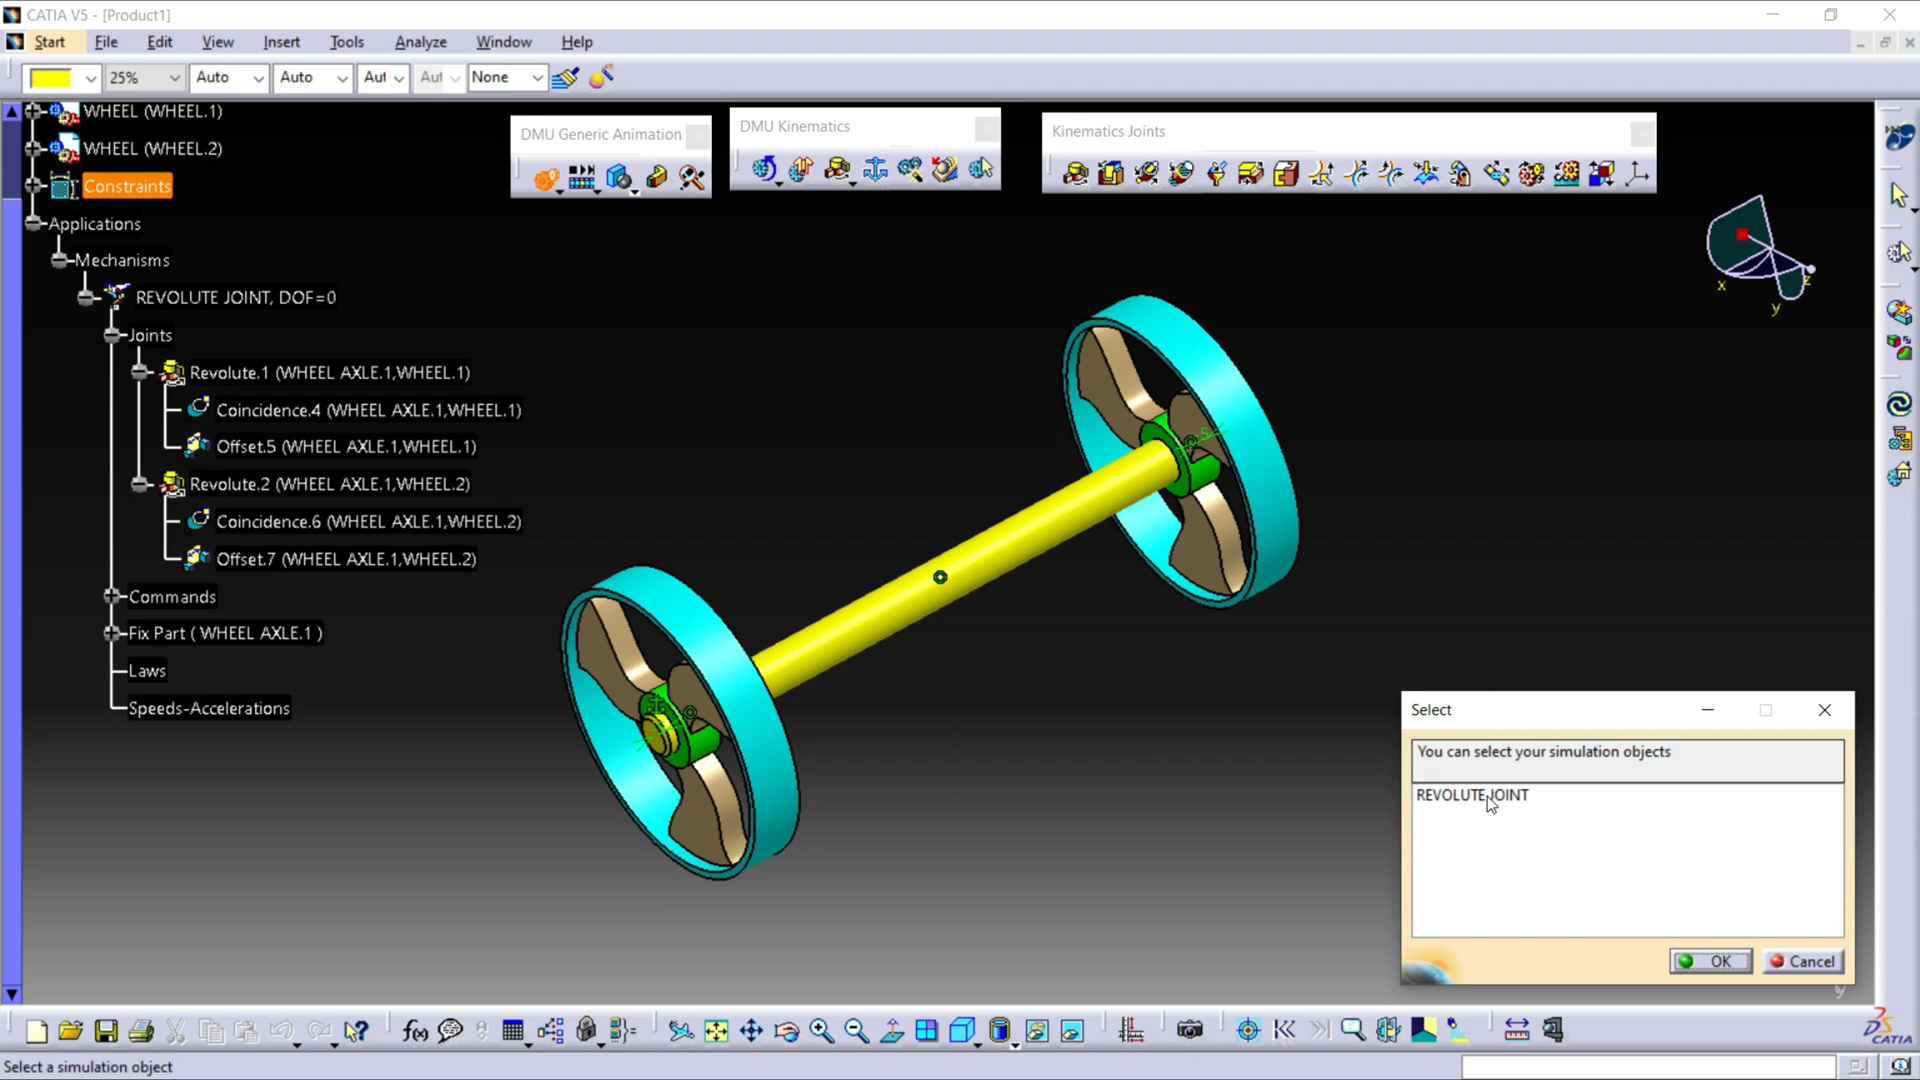 CATIA V5 - [Product1]
Start File Edit View Insert Tools Analyze Window Help
25% Auto Auto Aut Aut None
WHEEL (WHEEL.1)
WHEEL (WHEEL.2)
Constraints
Applications
Mechanisms
REVOLUTE JOINT, DOF=0
Joints
Revolute.1 (WHEEL AXLE.1,WHEEL.1)
Coincidence.4 (WHEEL AXLE.1,WHEEL.1)
Offset.5 (WHEEL AXLE.1,WHEEL.1)
Revolute.2 (WHEEL AXLE.1,WHEEL.2)
Coincidence.6 (WHEEL AXLE.1,WHEEL.2)
Offset.7 (WHEEL AXLE.1,WHEEL.2)
Commands
Fix Part ( WHEEL AXLE.1 )
Laws
Speeds-Accelerations
DMU Generic Animation
DMU Kinematics
Kinematics Joints
x
y
z
5
Select
You can select your simulation objects
REVOLUTE JOINT
OK Cancel
y
f(x)
CATIA
Select a simulation object